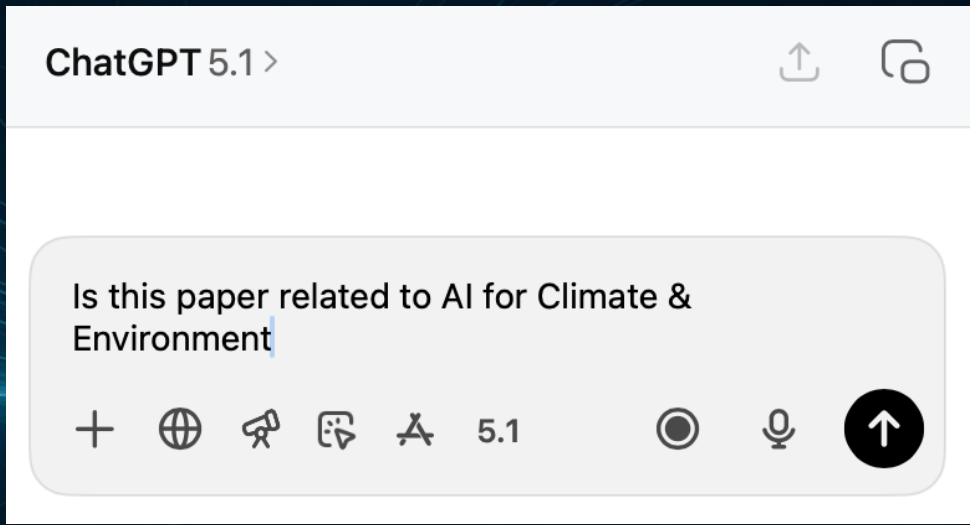 ChatGPT 5.1 >
Is this paper related to AI for Climate &
Environment
5.1